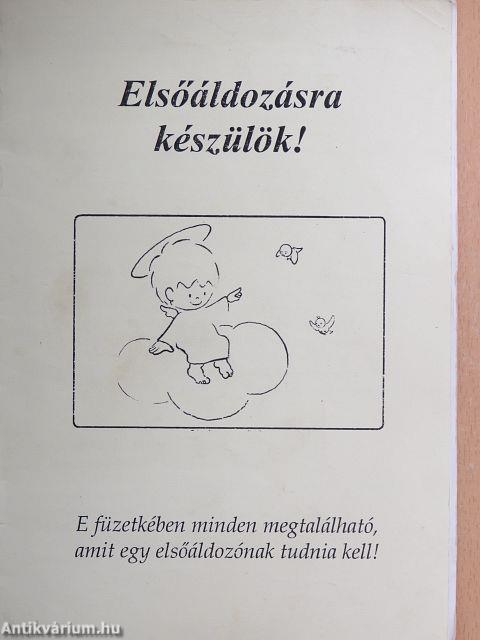 Elsőáldozásra
készülök!
E füzetkében minden megtalálható,
amit egy elsőáldozónak tudnia kell!
Antikvárium.hu